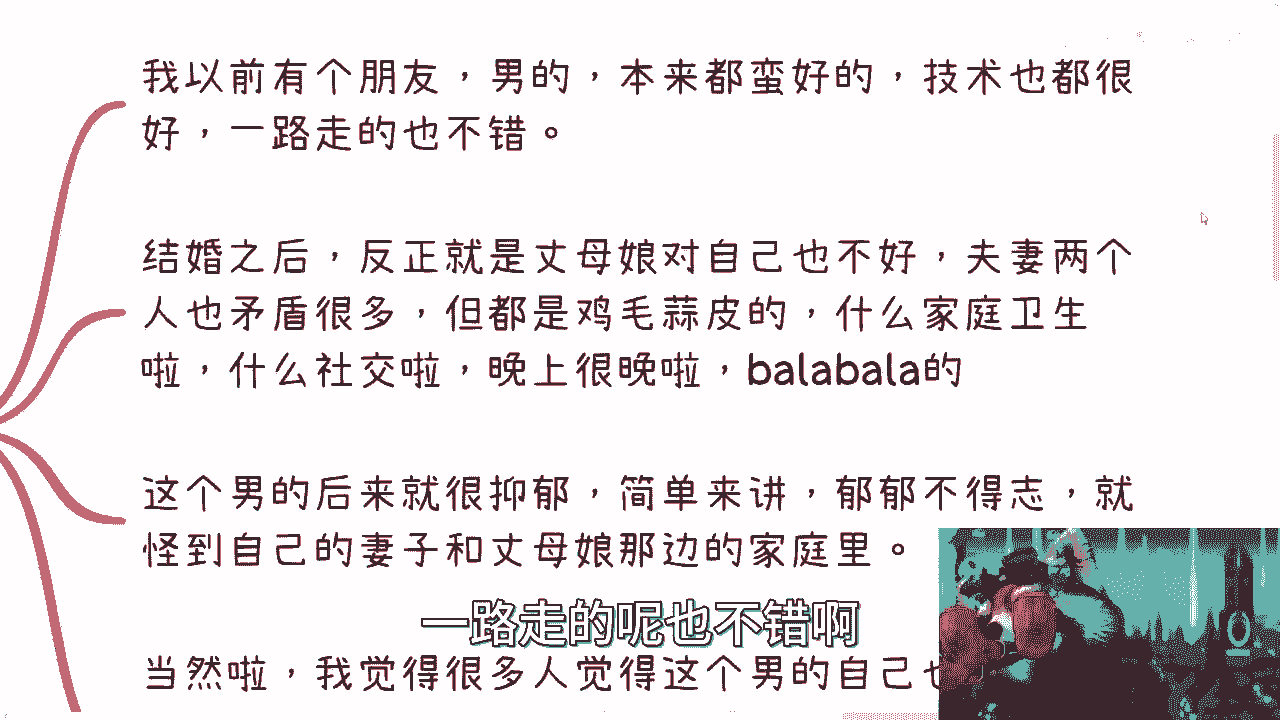 我以前有个朋友，男的，本来都蛮好的，技术也都很
好，一路走的也不错。
结婚之后，反正就是丈母娘对自己也不好，夫妻两个
人也矛盾很多，但都是鸡毛蒜皮的，什么家庭卫生
啦，什么社交啦，晚上很晚啦，balabala的
这个男的后来就很抑郁，简单来讲，郁郁不得志，就
怪到自己的妻子和丈母娘那边的家庭里。
一路走的呢也不错啊
当然啦，我觉得很多人觉得这个男的自己